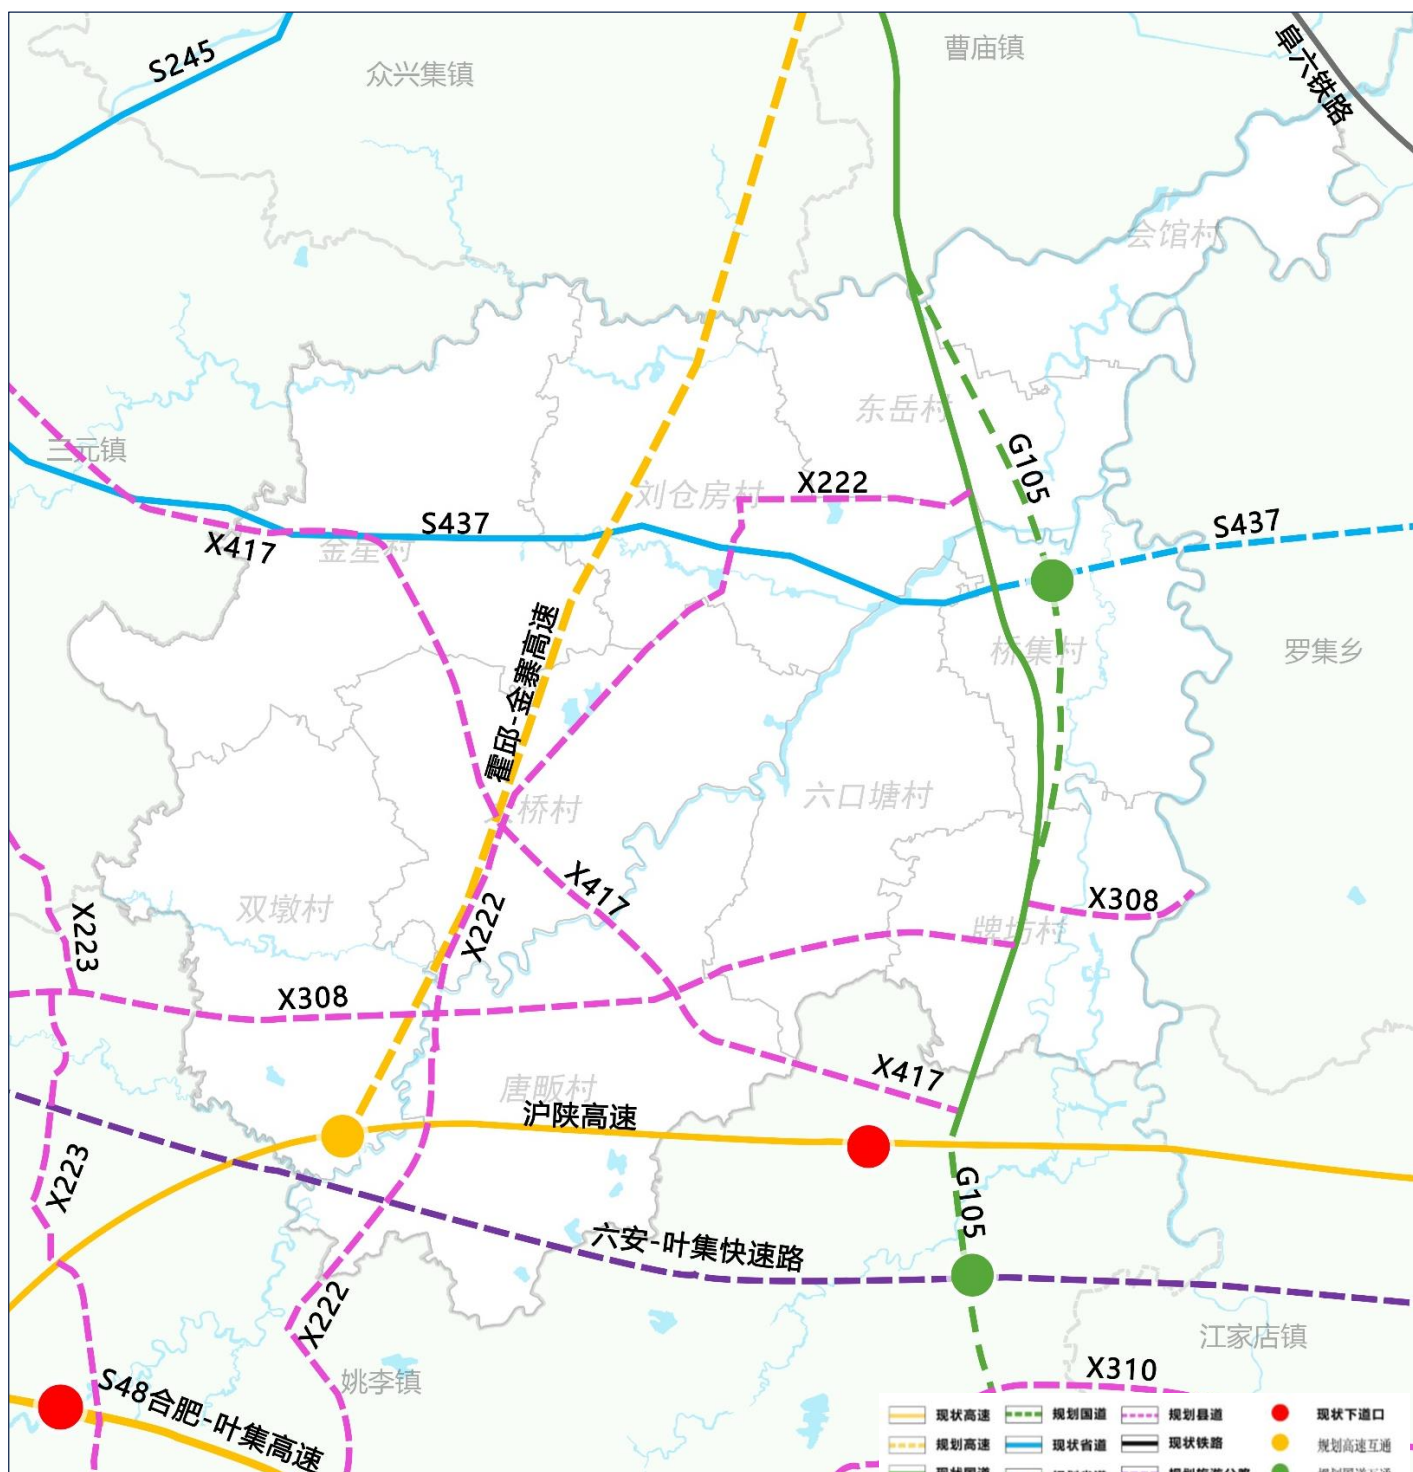 S245
众兴集镇
曹庙镇
阜六铁路
会馆村
东岳村
三元镇
刘仓房村
X222
G105
S437
S437
X417
金星村
霍邱-金寨高速
桥集村
罗集乡
六口塘村
桥村
X417
双墩村
X222
X223
X308
牌坊村
X308
X417
唐畈村
沪陕高速
X223
G105
六安-叶集快速路
X222
江家店镇
姚李镇
X310
S48合肥-叶集高速
现状高速
规划国道
规划县道
现状下道口
规划高速
现状省道
现状铁路
规划高速互通